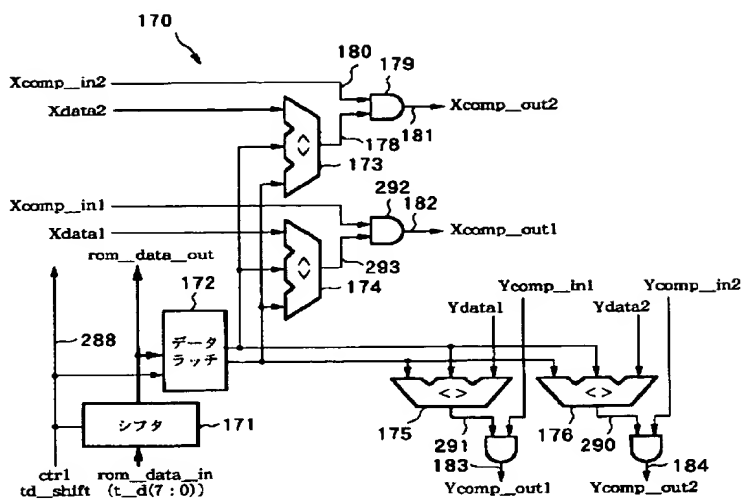 170
180
179
Xcomp_in2
Xdata2
Xcomp_out2
181
178
<>
173
292
Xcomp_in1
182
Xdata1
Xcomp_out1
rom_data_out
<>
293
174
172
Ycomp_in1
Ycomp_in2
Ydata1
Ydata2
288
データ
ラッチ
<>
<>
シフタ
171
175
291
176
290
183
184
ctrl
td_shift
rom_data_in
(t_d(7:0))
Ycomp_out1
Ycomp_out2